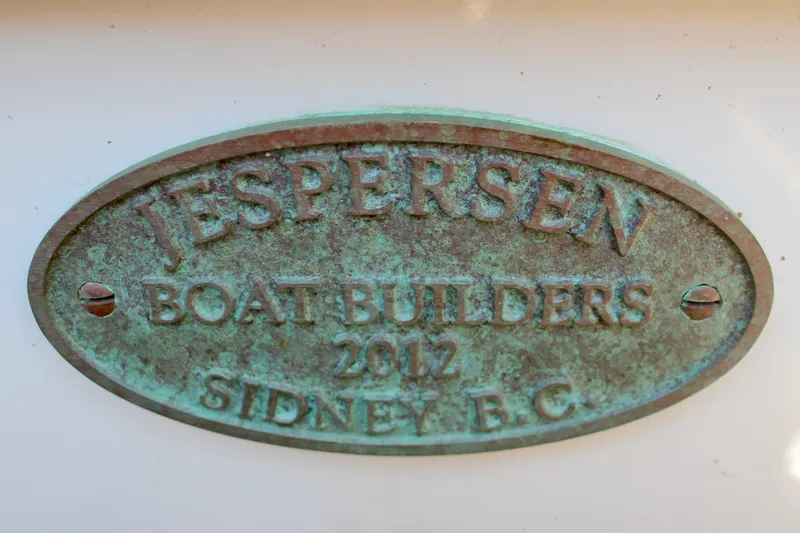 JESPERSEN
BOAT BUILDERS
2012
SIDNEY B.C.